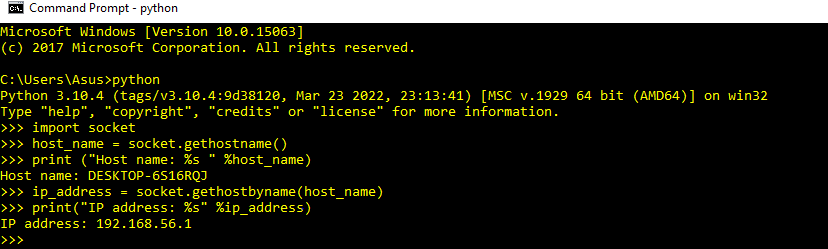 Command Prompt - python
Microsoft Windows [Version 10.0.15063]
(c) 2017 Microsoft Corporation. All rights reserved.
C:\Users\Asus>python
Python 3.10.4 (tags/v3.10.4:9d38120, Mar 23 2022, 23:13:41) [MSC v.1929 64 bit (AMD64)] on win32
Type "help", "copyright", "credits" or "license" for more information.
>>> import socket
>>> host_name = socket.gethostname()
>>> print ("Host name: %s " %host_name)
Host name: DESKTOP-6S16RQJ
>>> ip_address = socket.gethostbyname(host_name)
>>> print("IP address: %s" %ip_address)
IP address: 192.168.56.1
>>>